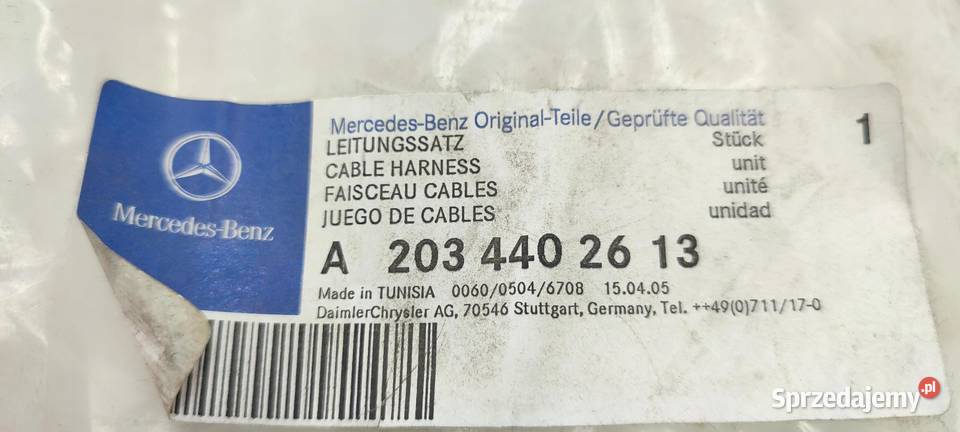 Mercedes-Benz
Mercedes-Benz Original-Teile/Geprüfte Qualität
LEITUNGSSATZ Stück 1
CABLE HARNESS unit
FAISCEAU CABLES unité
JUEGO DE CABLES unidad
A 203 440 26 13
Made in TUNISIA 0060/0504/6708 15.04.05
DaimlerChrysler AG, 70546 Stuttgart, Germany, Tel. ++49(0)711/17-0
Sprzedajemy.pl